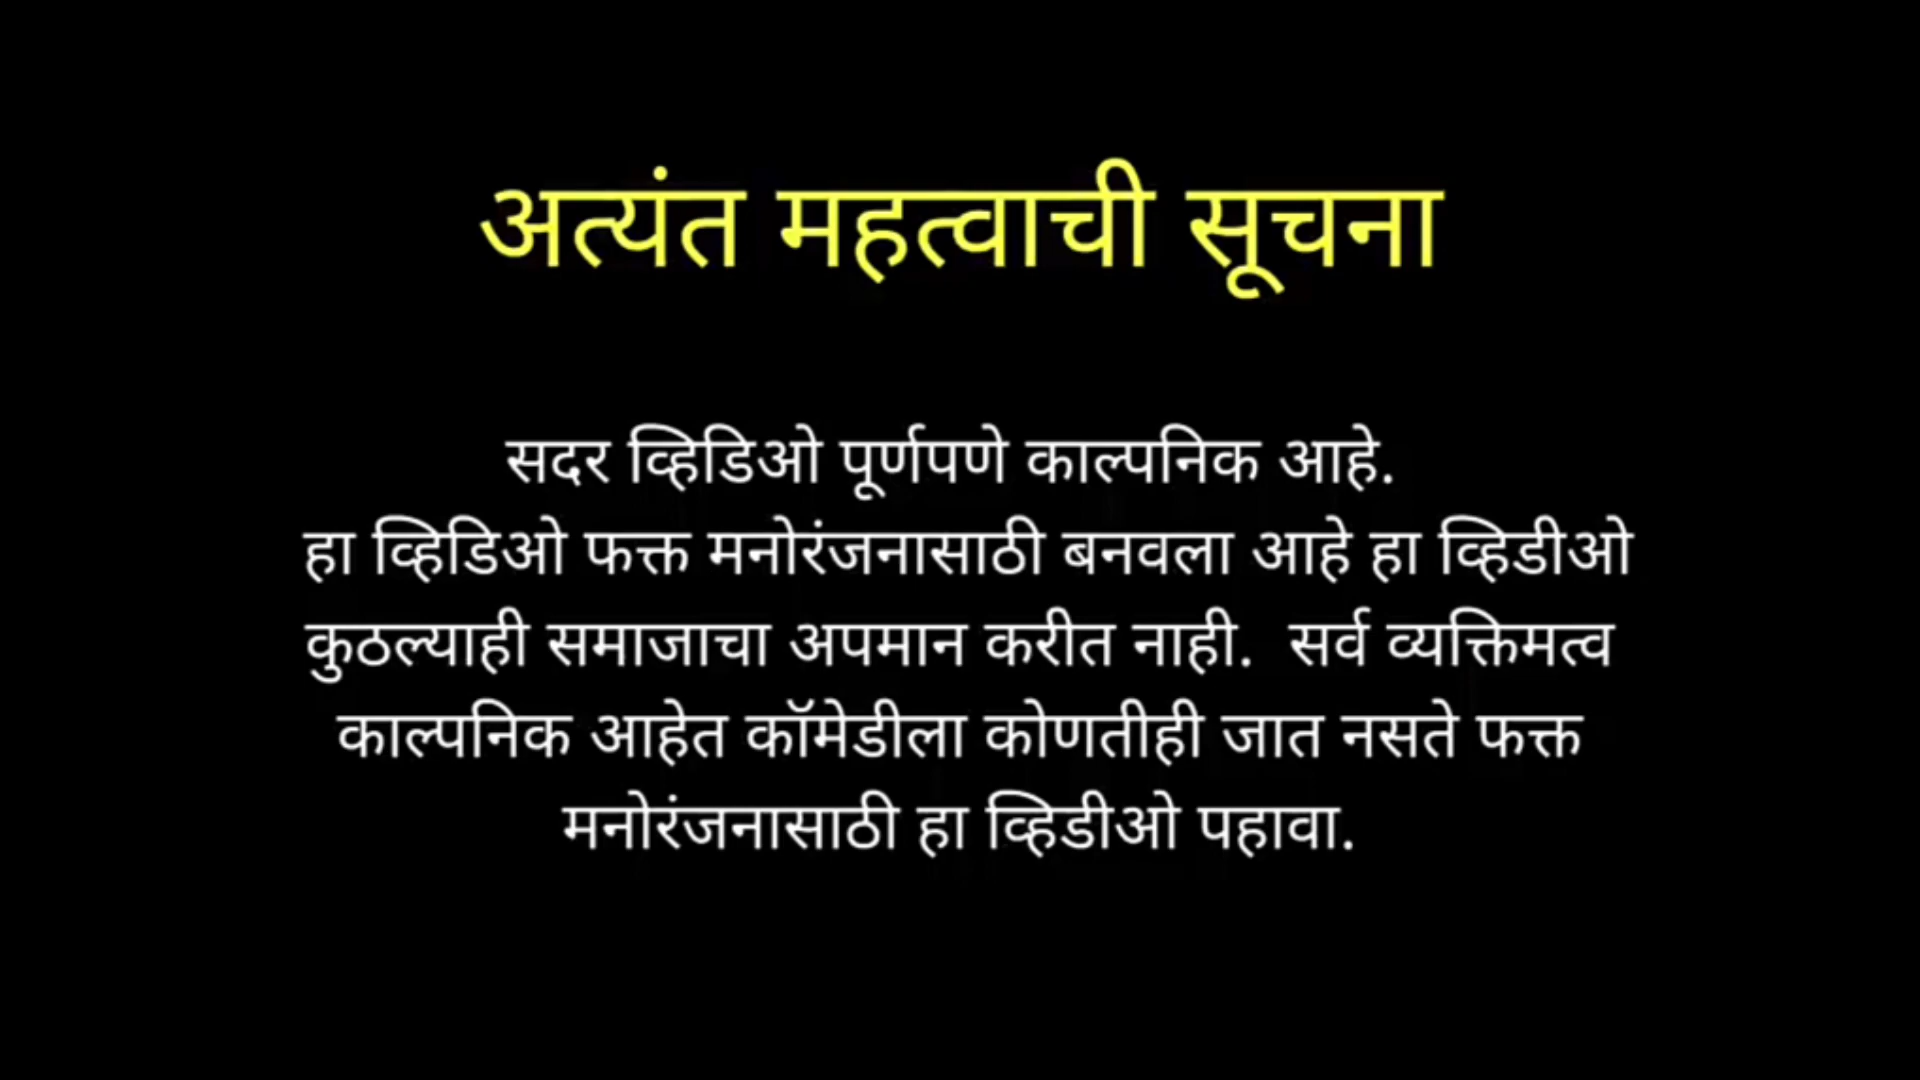 अत्यंत महत्वाची सूचना
सदर व्हिडिओ पूर्णपणे काल्पनिक आहे.
हा व्हिडिओ फक्त मनोरंजनासाठी बनवला आहे हा व्हिडीओ
कुठल्याही समाजाचा अपमान करीत नाही.  सर्व व्यक्तिमत्व
काल्पनिक आहेत कॉमेडीला कोणतीही जात नसते फक्त
मनोरंजनासाठी हा व्हिडीओ पहावा.